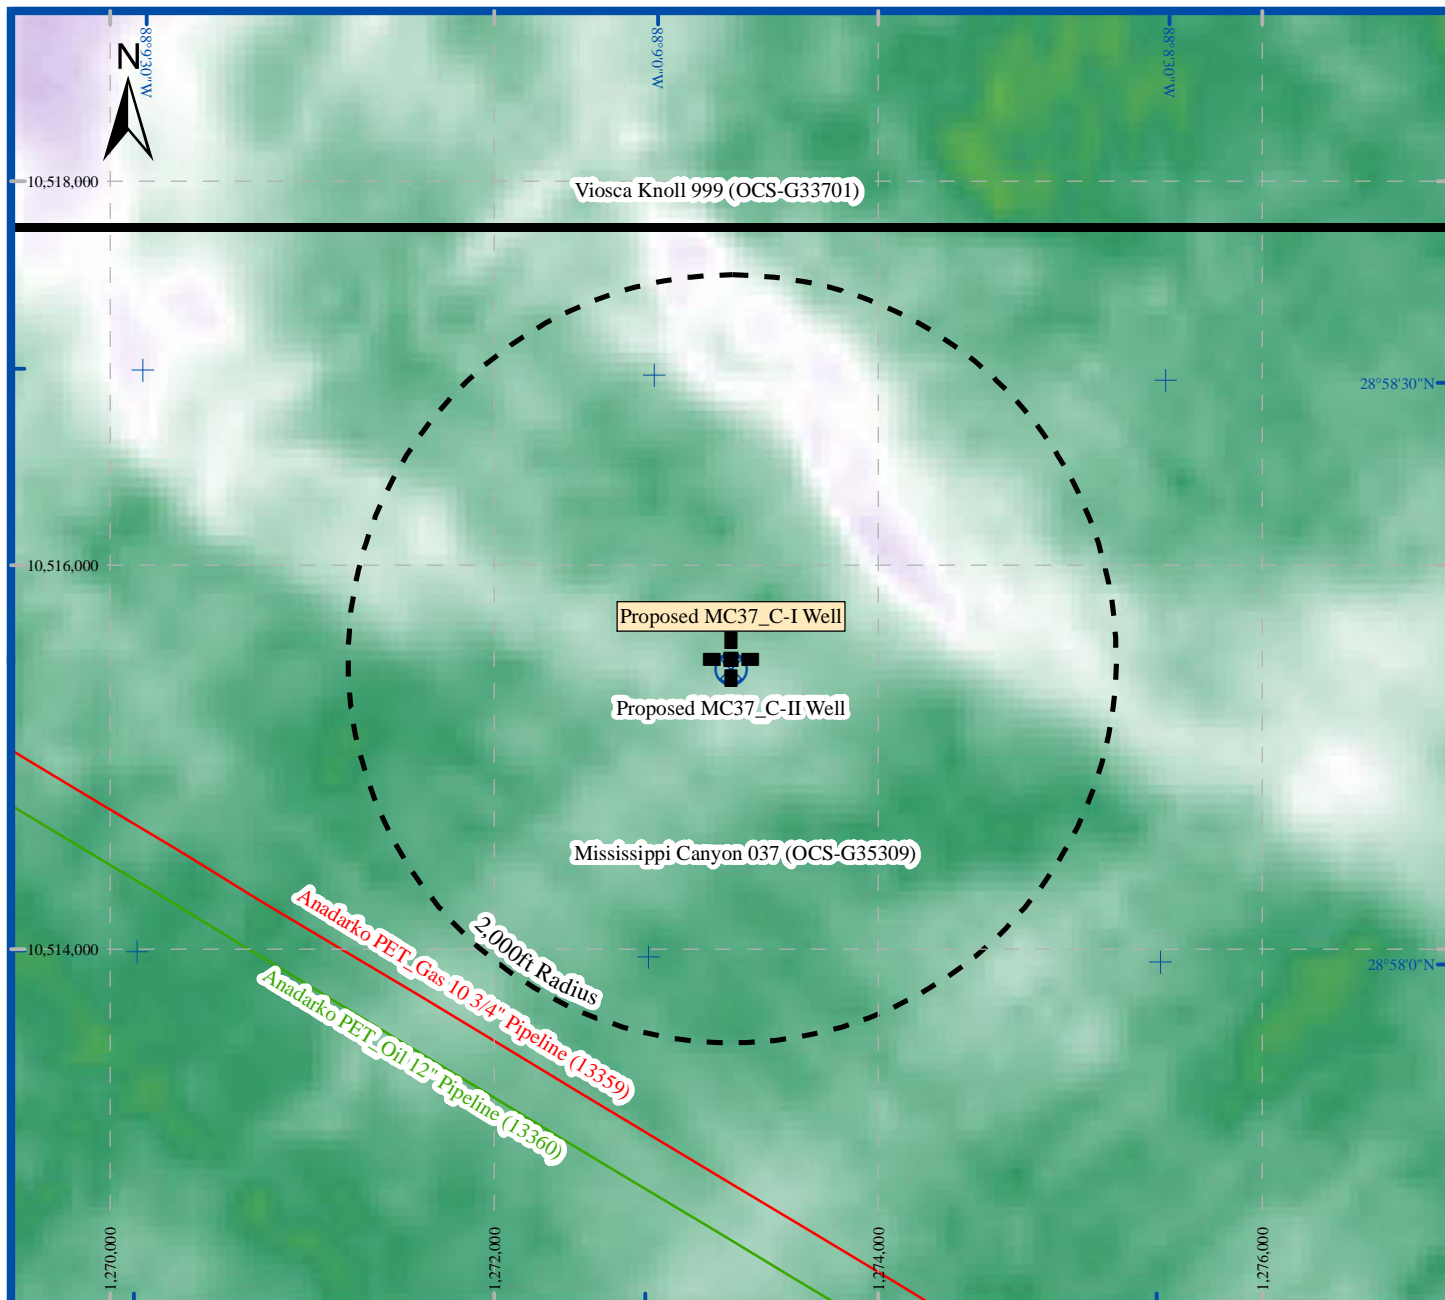 88°9'30"W
88°9'0"W
88°8'30"W
N
10,518,000
Viosca Knoll 999 (OCS-G33701)
28°58'30"N
10,516,000
Proposed MC37_C-I Well
Proposed MC37_C-II Well
Mississippi Canyon 037 (OCS-G35309)
2,000ft Radius
Anadarko PET_Gas 10 3/4" Pipeline (13359)
Anadarko PET_Oil 12" Pipeline (13360)
10,514,000
28°58'0"N
1,270,000
1,272,000
1,274,000
1,276,000